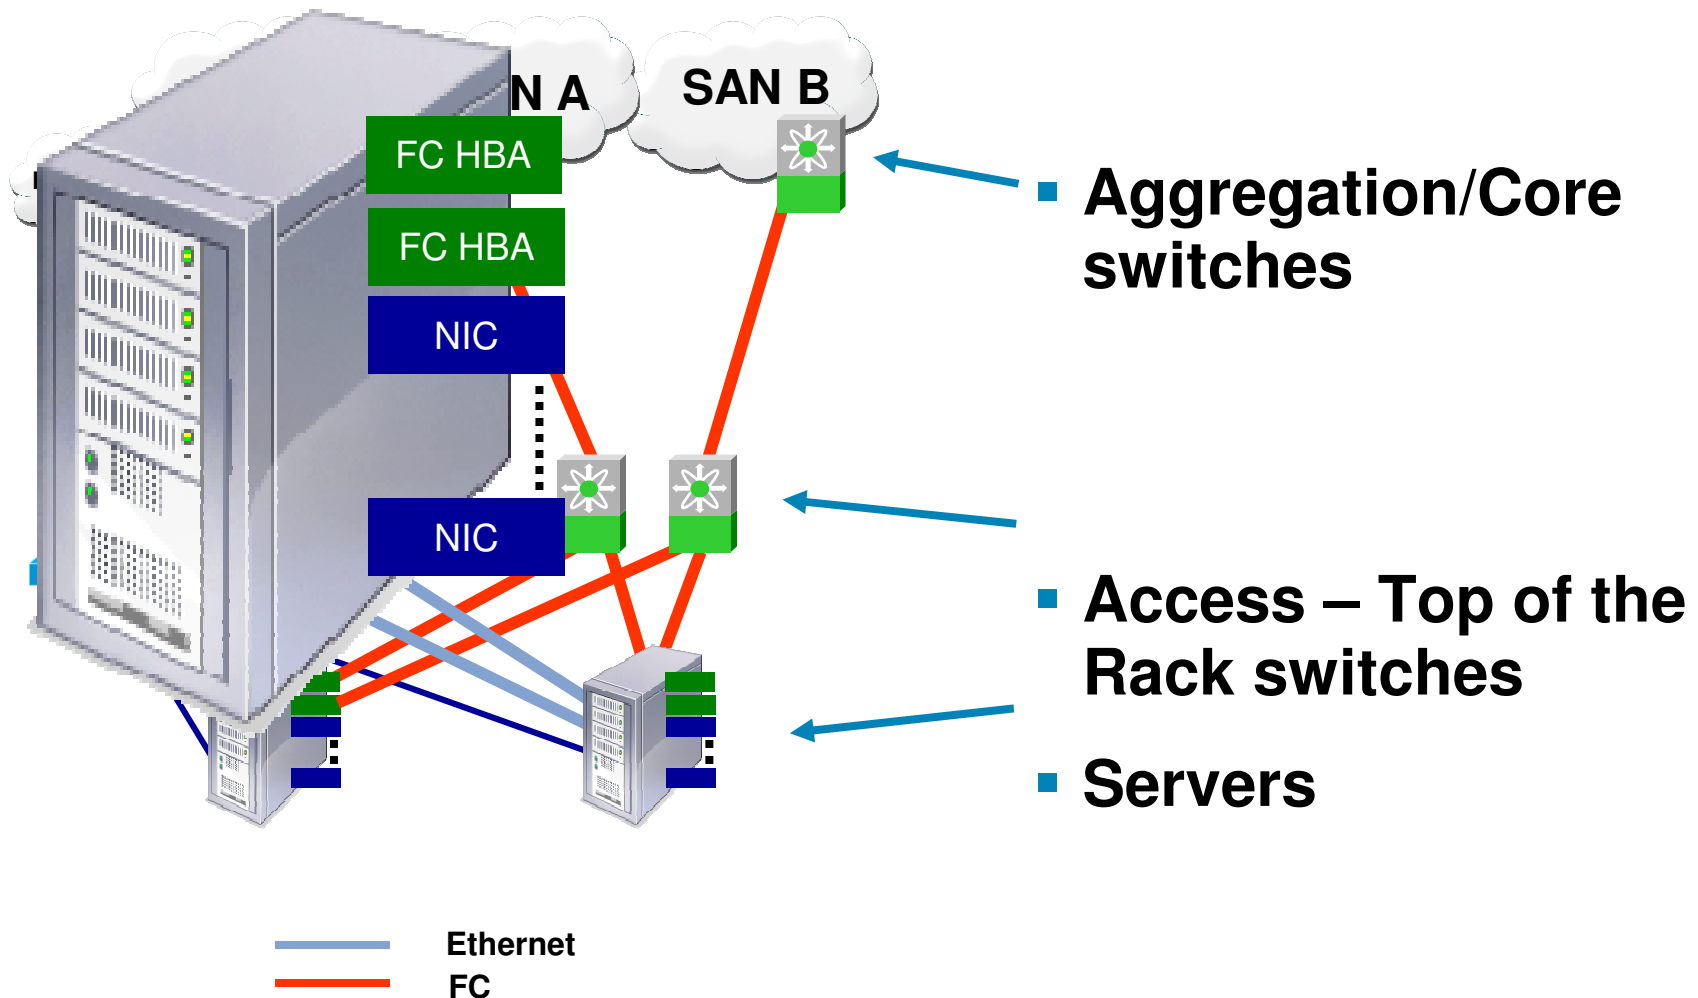 N A
SAN B
FC HBA
FC HBA
NIC
NIC
Aggregation/Core
switches
Access – Top of the
Rack switches
Servers
Ethernet
FC